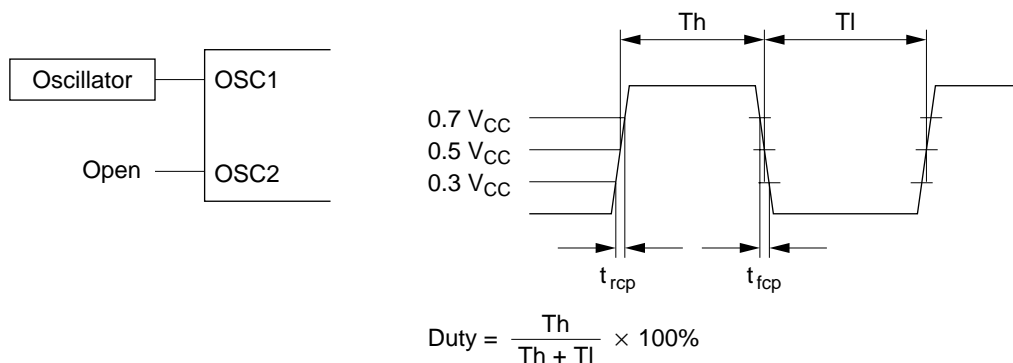 Oscillator
OSC1
Open
OSC2
Th
Tl
0.7 VCC
0.5 VCC
0.3 VCC
trcp
tfcp
Duty = Th / Th + Tl × 100%